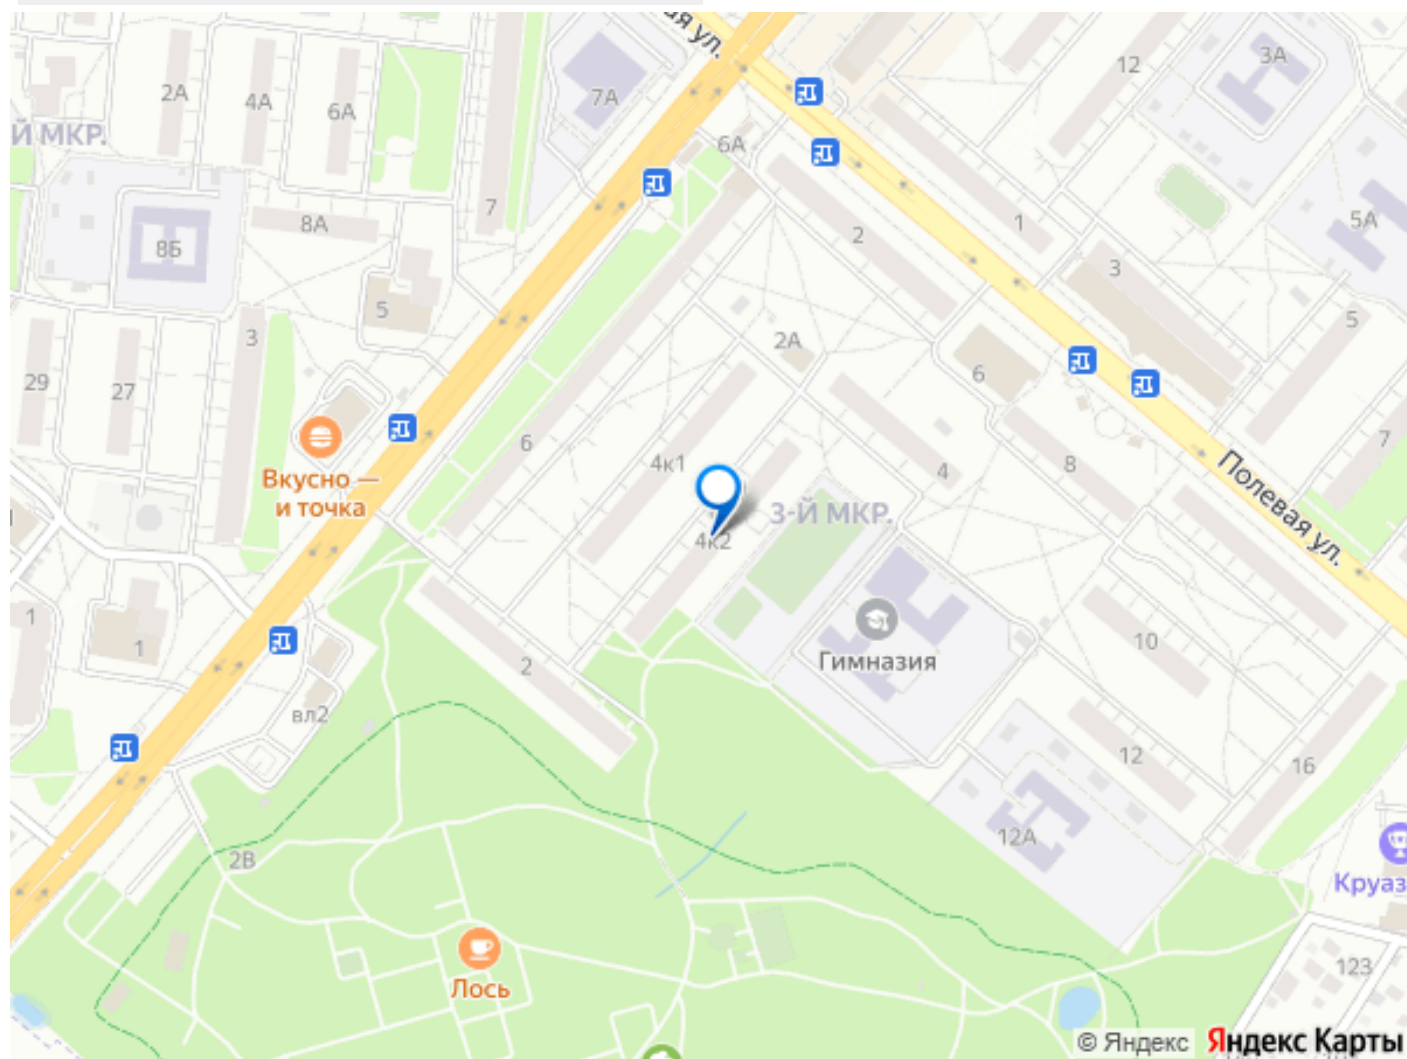 ая ул.
2А
4А
6А
7А
12
3А
Й МКР.
6А
7
8А
8Б
2
1
5А
3
5
3
5
2А
6
29
27
6
4к1
4
8
7
Вкусно —
и точка
4к2
3-Й МКР.
Полевая ул.
1
1
2
Гимназия
10
вл2
12
16
12А
2В
Круаз
Лось
123
© Яндекс
Яндекс Карты